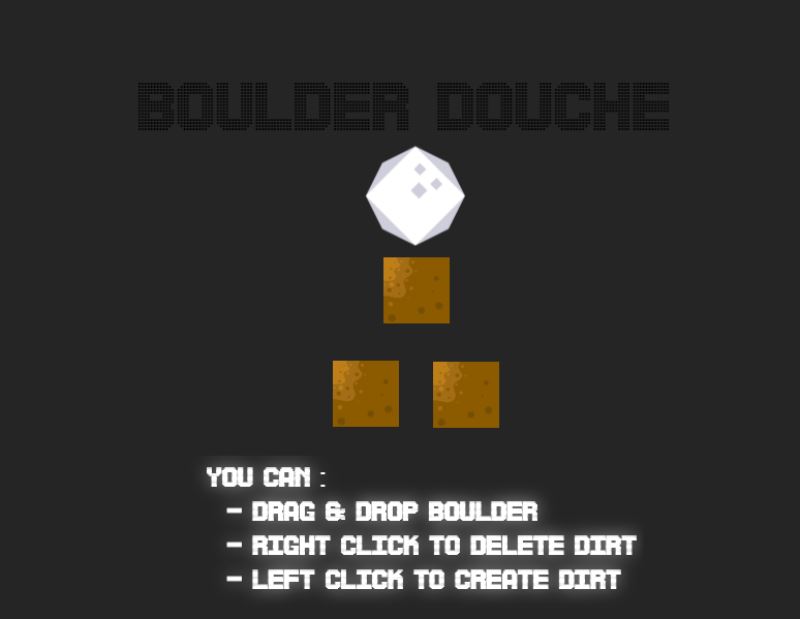 BOULDER DOUCHE
YOU CAN :
- DRAG & DROP BOULDER
- RIGHT CLICK TO DELETE DIRT
- LEFT CLICK TO CREATE DIRT